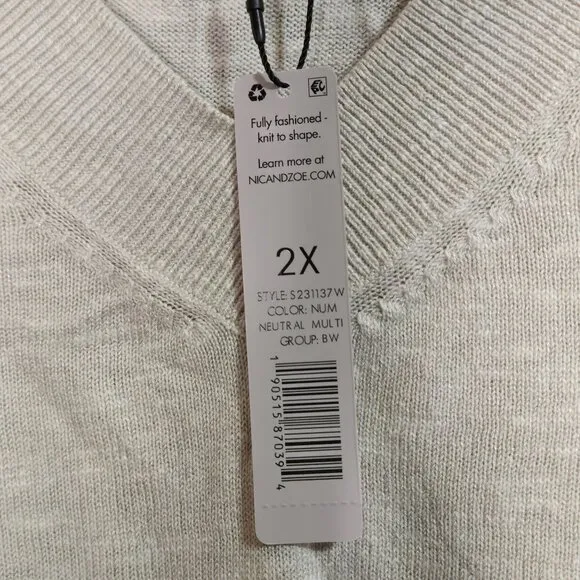 Fully fashioned -
knit to shape.
Learn more at
NICANDZOE.COM
2X
STYLE: S231137W
COLOR: NUM
NEUTRAL MULTI
GROUP: BW
1 90515 87039 4